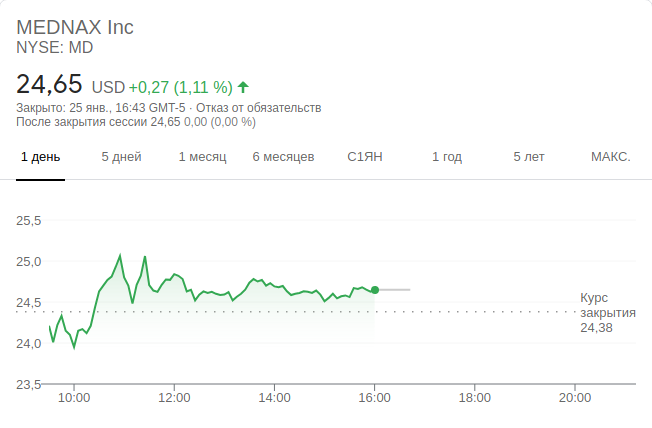 MEDNAX Inc
NYSE: MD
24,65 USD +0,27 (1,11 %) ↑
Закрыто: 25 янв., 16:43 GMT-5 · Отказ от обязательств
После закрытия сессии 24,65 0,00 (0,00 %)
1 день 5 дней 1 месяц 6 месяцев С1ЯН 1 год 5 лет МАКС.
25,5
25,0
24,5
24,0
23,5
Курс
закрытия
24,38
10:00 12:00 14:00 16:00 18:00 20:00